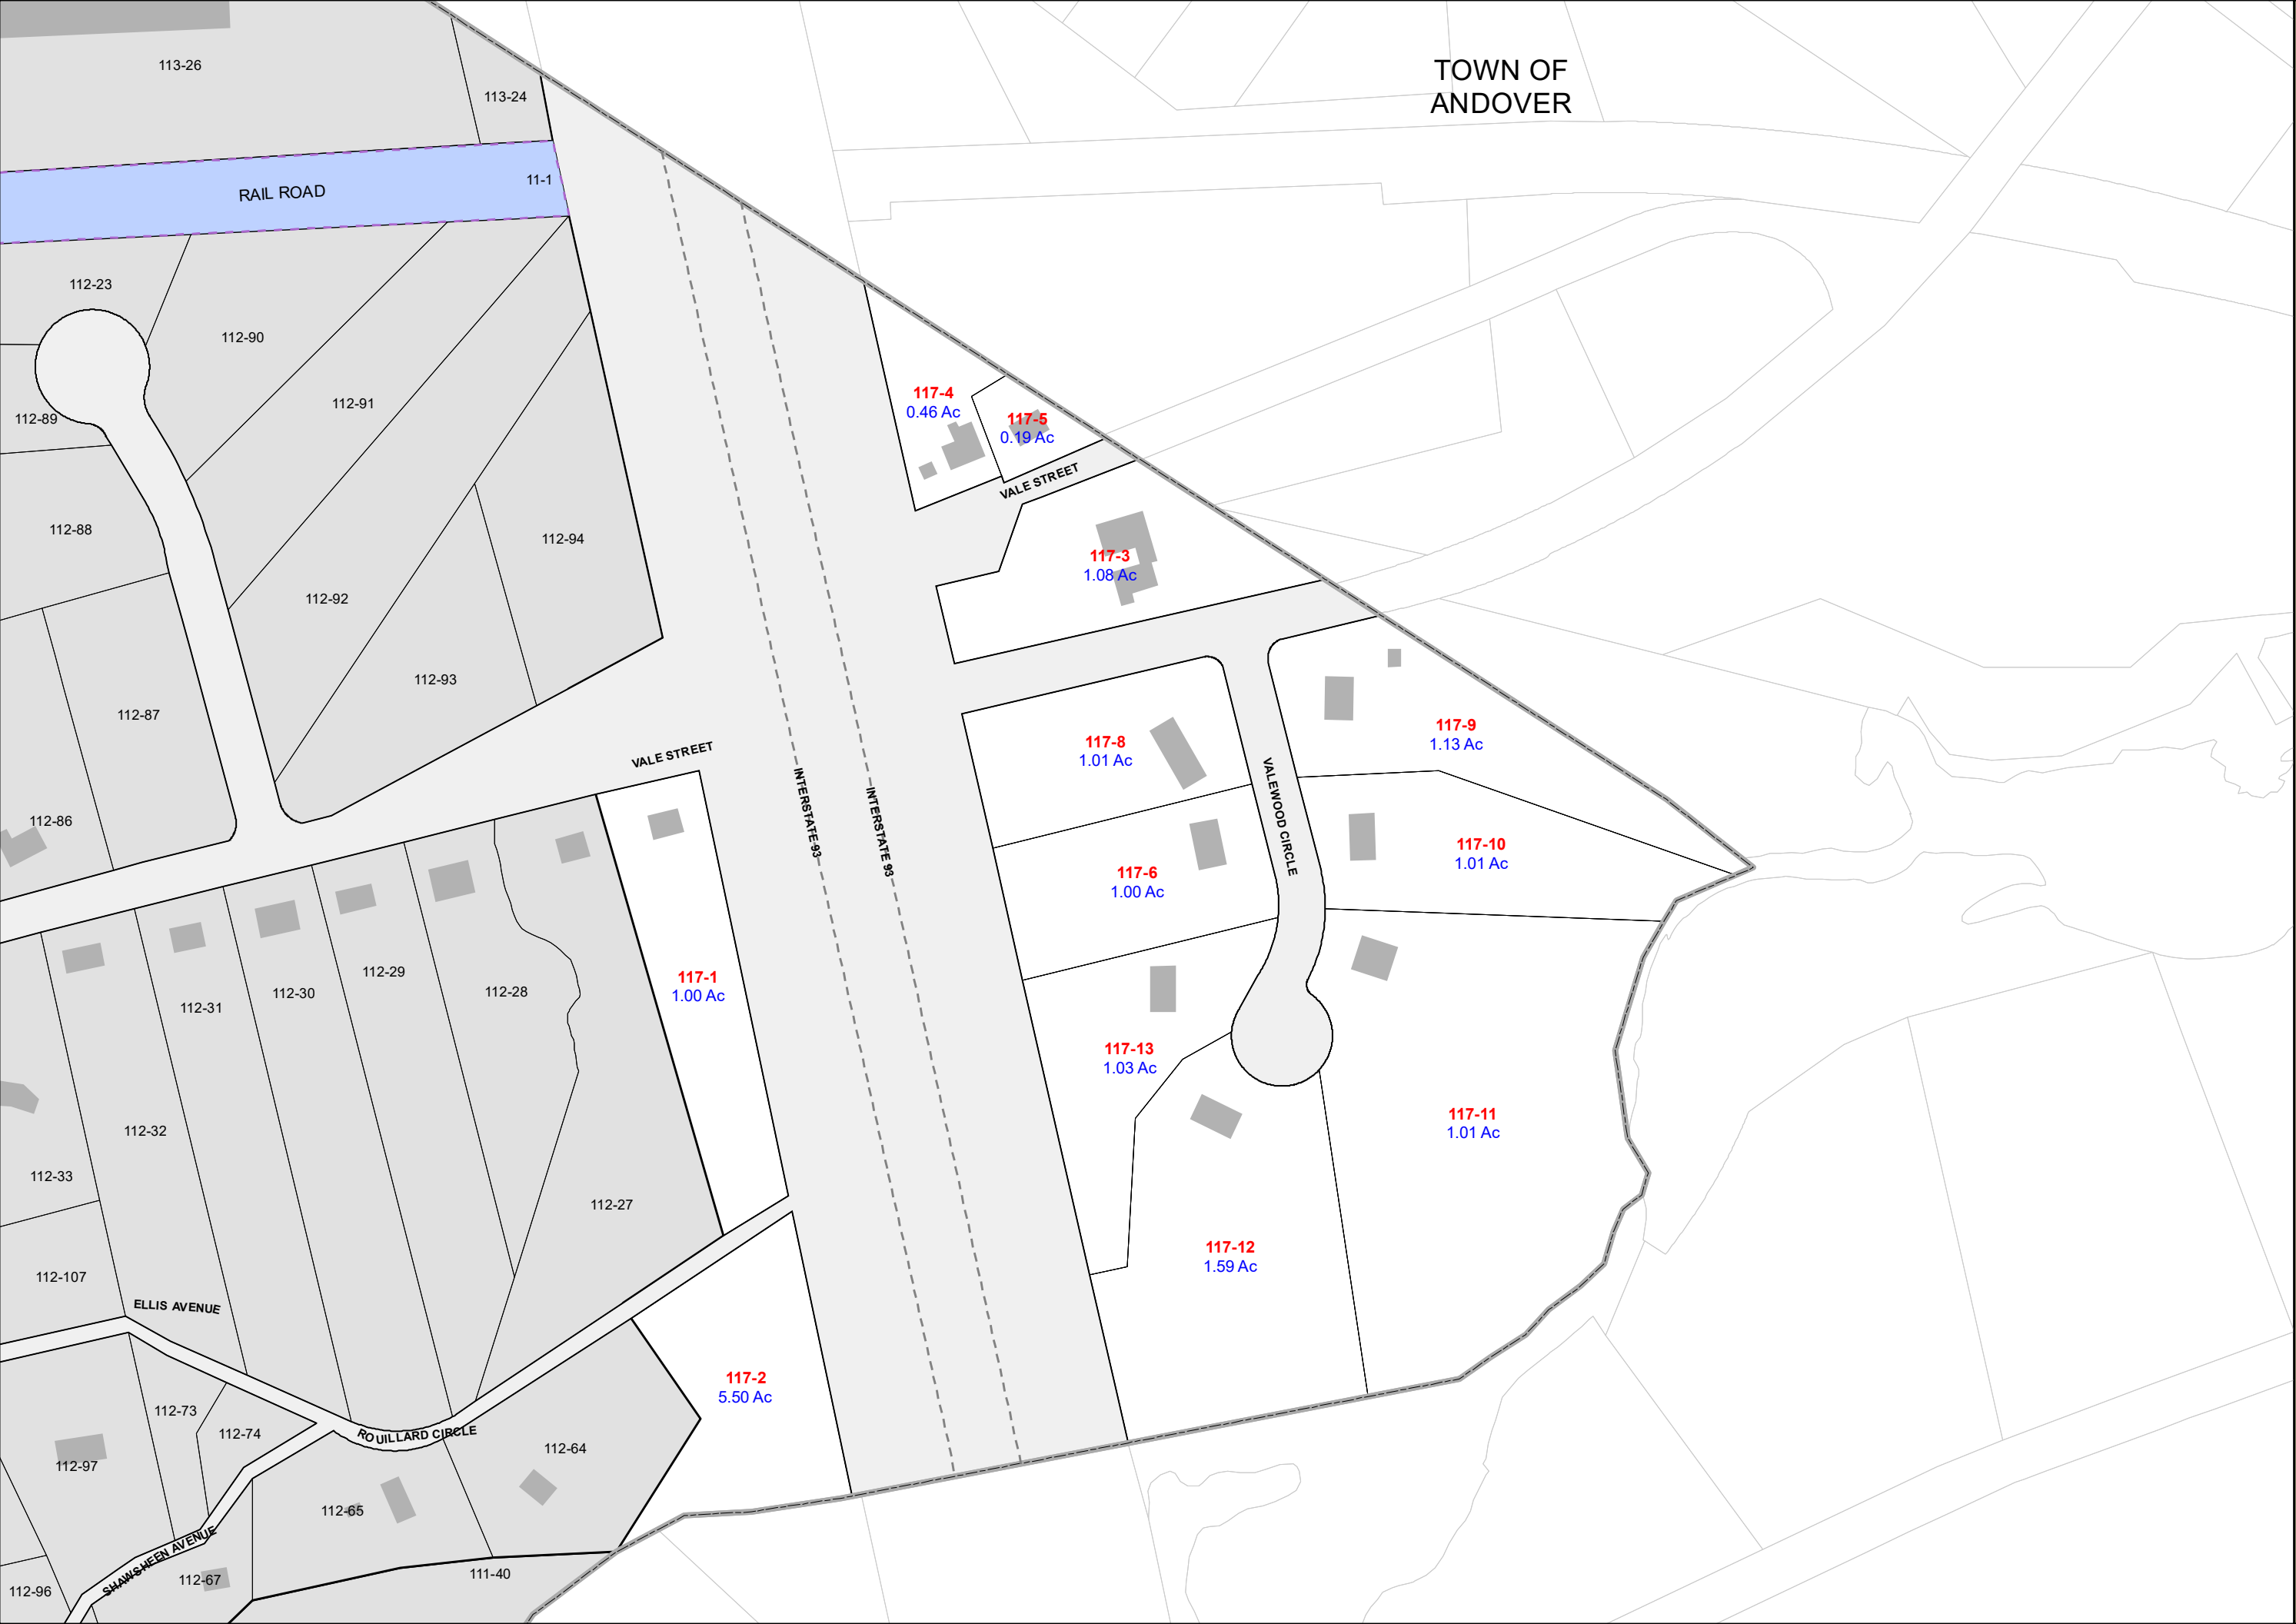 TOWN OF
ANDOVER
113-26
113-24
RAIL ROAD
11-1
112-23
112-90
112-91
112-89
117-4
0.46 Ac
117-5
0.19 Ac
VALE STREET
112-88
112-94
117-3
1.08 Ac
112-92
112-93
112-87
117-9
1.13 Ac
117-8
1.01 Ac
VALE STREET
112-86
INTERSTATE 93
INTERSTATE 93
VALEWOOD CIRCLE
117-10
1.01 Ac
117-6
1.00 Ac
117-1
1.00 Ac
112-28
112-29
112-30
112-31
117-13
1.03 Ac
117-11
1.01 Ac
112-32
112-33
112-27
117-12
1.59 Ac
112-107
ELLIS AVENUE
117-2
5.50 Ac
112-73
112-74
ROUILLARD CIRCLE
112-64
112-97
112-65
SHAWSHEEN AVENUE
112-67
111-40
112-96